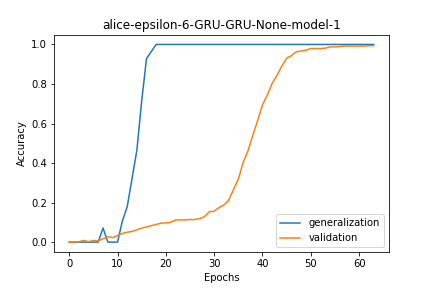 alice-epsilon-6-GRU-GRU-None-model-1
Accuracy
1.0
0.8
0.6
0.4
0.2
0.0
0 10 20 30 40 50 60
Epochs
generalization
validation